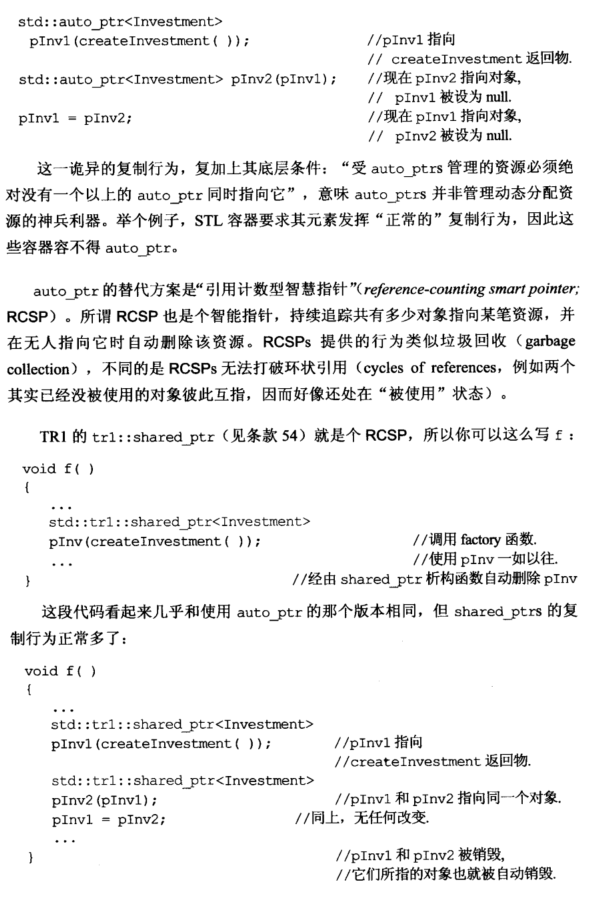 std::auto_ptr<Investment>
pInv1(createInvestment( )); //pInv1 指向
// createInvestment 返回物.
std::auto_ptr<Investment> pInv2(pInv1); //现在 pInv2 指向对象,
// pInv1 被设为 null.
pInv1 = pInv2; //现在 pInv1 指向对象,
// pInv2 被设为 null.
这一诡异的复制行为，复加上其底层条件：“受 auto_ptrs 管理的资源必须绝
对没有一个以上的 auto_ptr 同时指向它”，意味 auto_ptrs 并非管理动态分配资
源的神兵利器。举个例子，STL 容器要求其元素发挥“正常的”复制行为，因此这
些容器容不得 auto_ptr。
auto_ptr 的替代方案是“引用计数型智慧指针”（reference-counting smart pointer;
RCSP）。所谓 RCSP 也是个智能指针，持续追踪共有多少对象指向某笔资源，并
在无人指向它时自动删除该资源。RCSPs 提供的行为类似垃圾回收（garbage
collection），不同的是 RCSPs 无法打破环状引用（cycles of references，例如两个
其实已经没被使用的对象彼此互指，因而好像还处在“被使用”状态）。
TR1 的 tr1::shared_ptr（见条款 54）就是个 RCSP，所以你可以这么写 f：
void f( )
{
...
std::tr1::shared_ptr<Investment>
pInv(createInvestment( )); //调用 factory 函数.
... //使用 pInv 一如以往.
} //经由 shared_ptr 析构函数自动删除 pInv
这段代码看起来几乎和使用 auto_ptr 的那个版本相同，但 shared_ptrs 的复
制行为正常多了：
void f( )
{
...
std::tr1::shared_ptr<Investment>
pInv1(createInvestment( )); //pInv1 指向
//createInvestment 返回物.
std::tr1::shared_ptr<Investment>
pInv2(pInv1); //pInv1 和 pInv2 指向同一个对象.
pInv1 = pInv2; //同上，无任何改变.
...
} //pInv1 和 pInv2 被销毁,
//它们所指的对象也就被自动销毁.